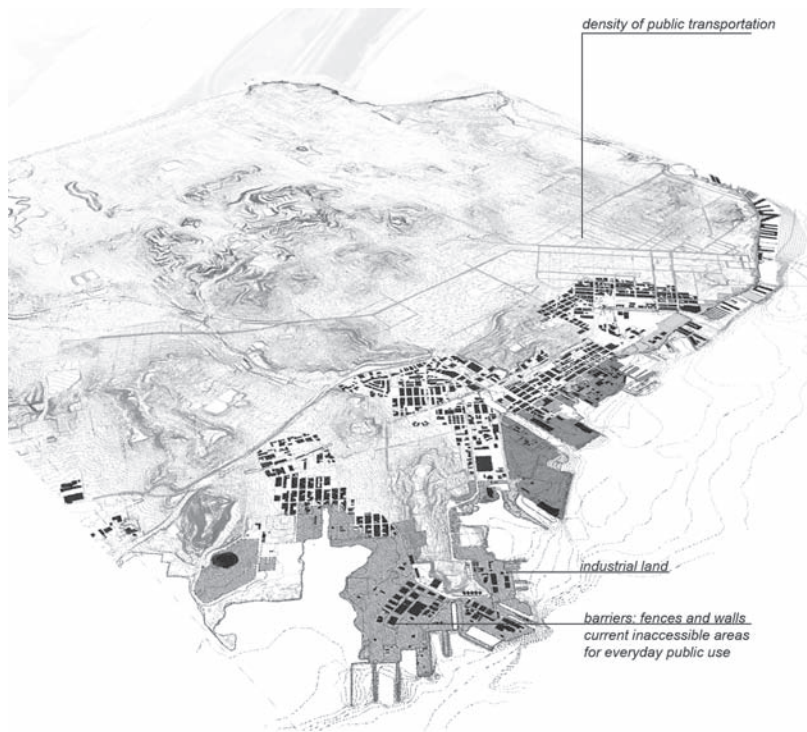 density of public transportation
industrial land
barriers: fences and walls
current inaccessible areas
for everyday public use